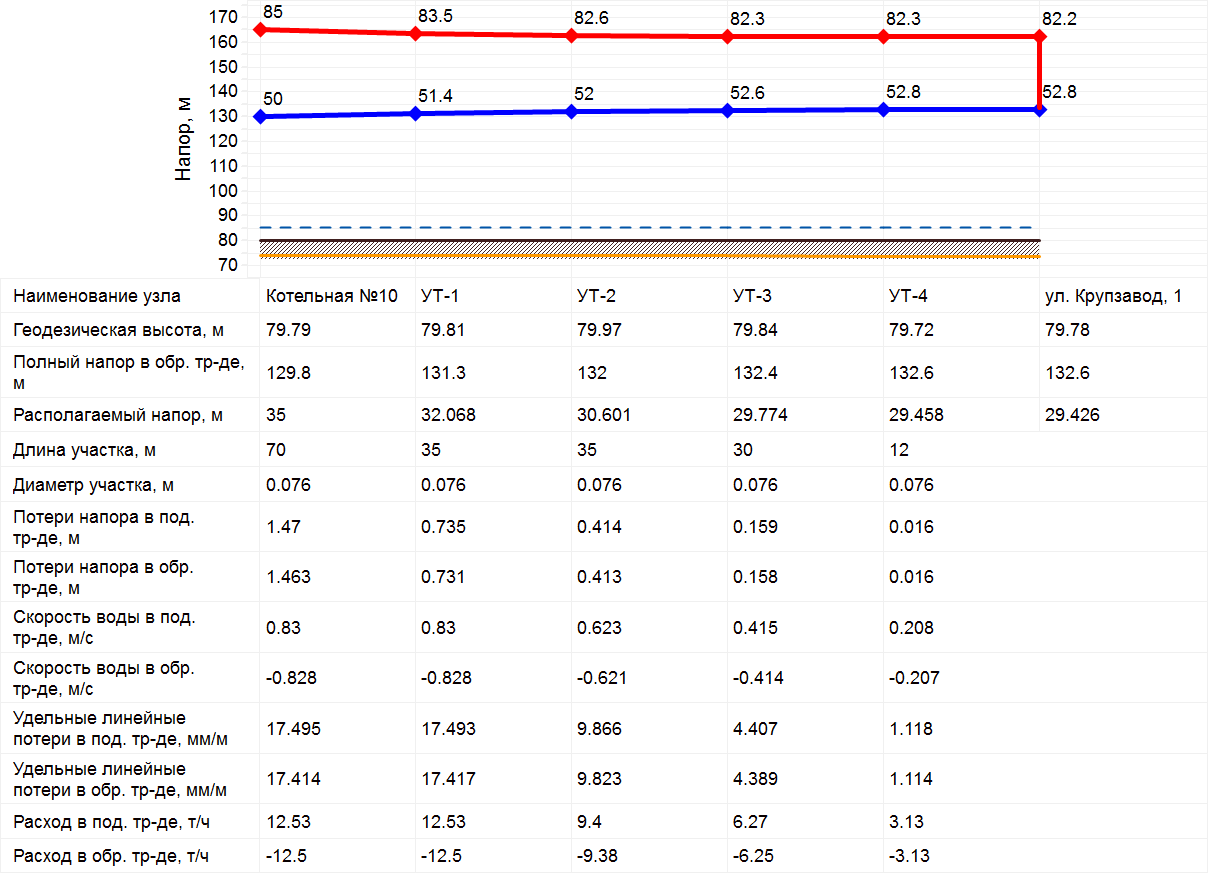 170
160
150
140
130
120
110
100
90
80
70
Напор, м
85
83.5
82.6
82.3
82.3
82.2
50
51.4
52
52.6
52.8
52.8
Наименование узла Котельная №10 УТ-1 УТ-2 УТ-3 УТ-4 ул. Крупзавод, 1
Геодезическая высота, м 79.79 79.81 79.97 79.84 79.72 79.78
Полный напор в обр. тр-де,
м 129.8 131.3 132 132.4 132.6 132.6
Располагаемый напор, м 35 32.068 30.601 29.774 29.458 29.426
Длина участка, м 70 35 35 30 12
Диаметр участка, м 0.076 0.076 0.076 0.076 0.076
Потери напора в под.
тр-де, м 1.47 0.735 0.414 0.159 0.016
Потери напора в обр.
тр-де, м 1.463 0.731 0.413 0.158 0.016
Скорость воды в под.
тр-де, м/с 0.83 0.83 0.623 0.415 0.208
Скорость воды в обр.
тр-де, м/с -0.828 -0.828 -0.621 -0.414 -0.207
Удельные линейные
потери в под. тр-де, мм/м 17.495 17.493 9.866 4.407 1.118
Удельные линейные
потери в обр. тр-де, мм/м 17.414 17.417 9.823 4.389 1.114
Расход в под. тр-де, т/ч 12.53 12.53 9.4 6.27 3.13
Расход в обр. тр-де, т/ч -12.5 -12.5 -9.38 -6.25 -3.13